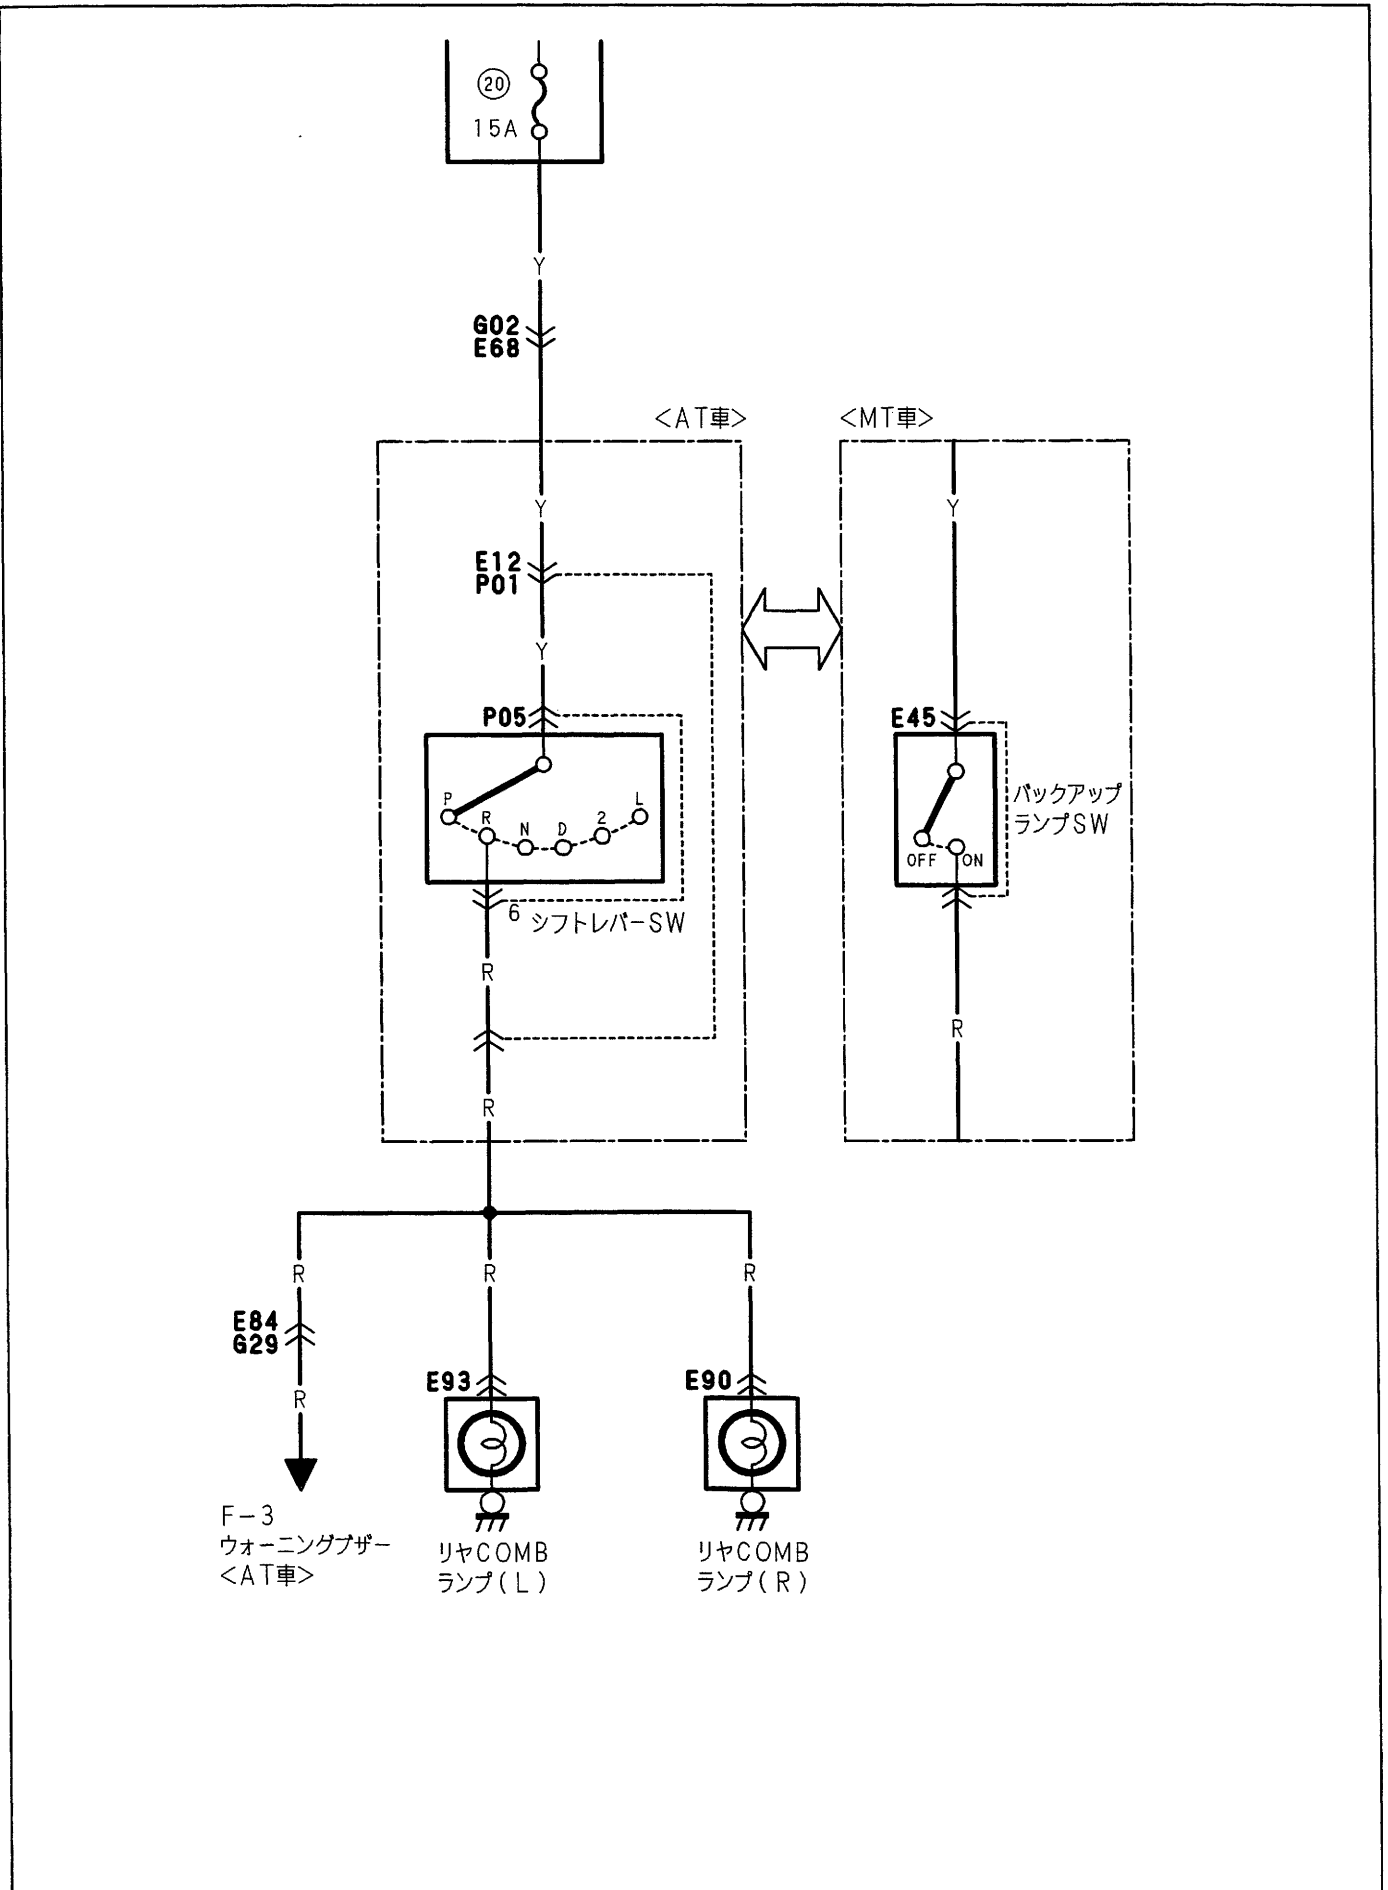 20
15A
Y
G02
E68
<AT車>
<MT車>
Y
Y
E12
P01
Y
P05
E45
P
R
N
D
2
L
バックアップ
ランプSW
OFF
ON
6
シフトレバーSW
R
R
R
R
R
R
E84
G29
R
E93
E90
F-3
ウォーニングブザー
<AT車>
リヤCOMB
ランプ(L)
リヤCOMB
ランプ(R)